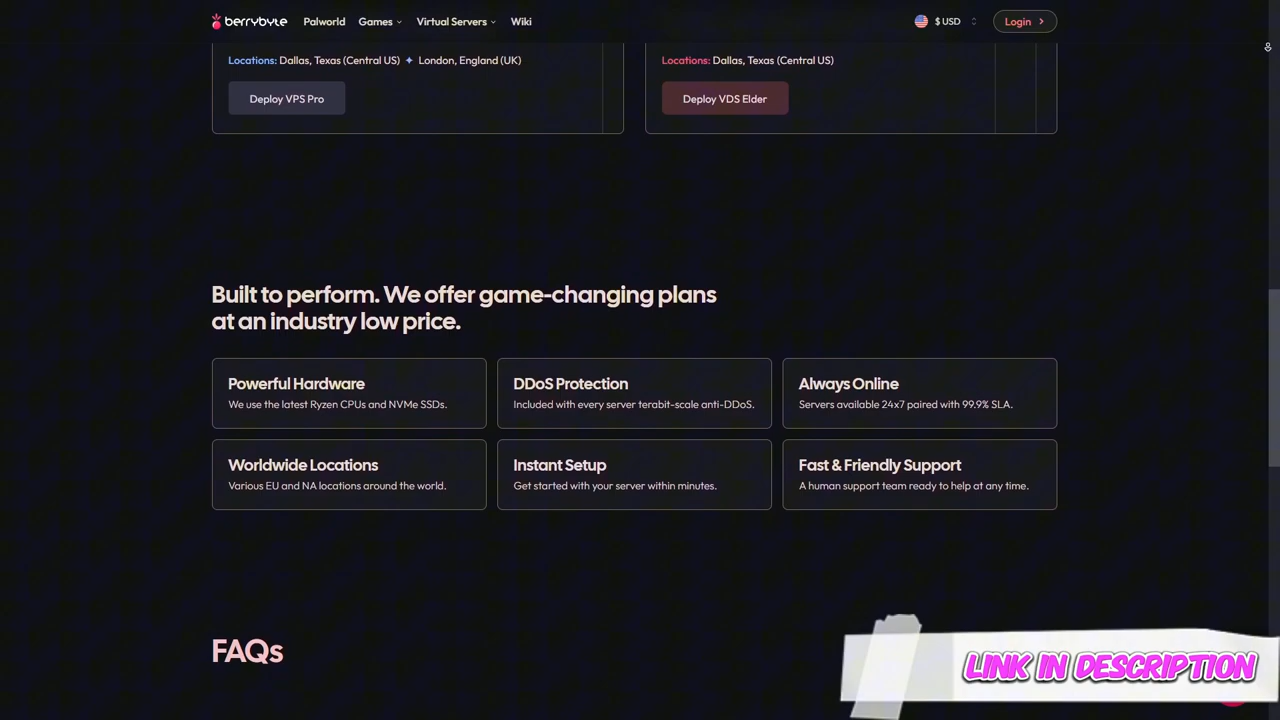 berrybyte Palworld Games Virtual Servers Wiki $ USD Login
Locations: Dallas, Texas (Central US) ✦ London, England (UK)
Deploy VPS Pro
Locations: Dallas, Texas (Central US)
Deploy VDS Elder
Built to perform. We offer game-changing plans
at an industry low price.
Powerful Hardware
We use the latest Ryzen CPUs and NVMe SSDs.
DDoS Protection
Included with every server terabit-scale anti-DDoS.
Always Online
Servers available 24x7 paired with 99.9% SLA.
Worldwide Locations
Various EU and NA locations around the world.
Instant Setup
Get started with your server within minutes.
Fast & Friendly Support
A human support team ready to help at any time.
FAQs
LINK IN DESCRIPTION